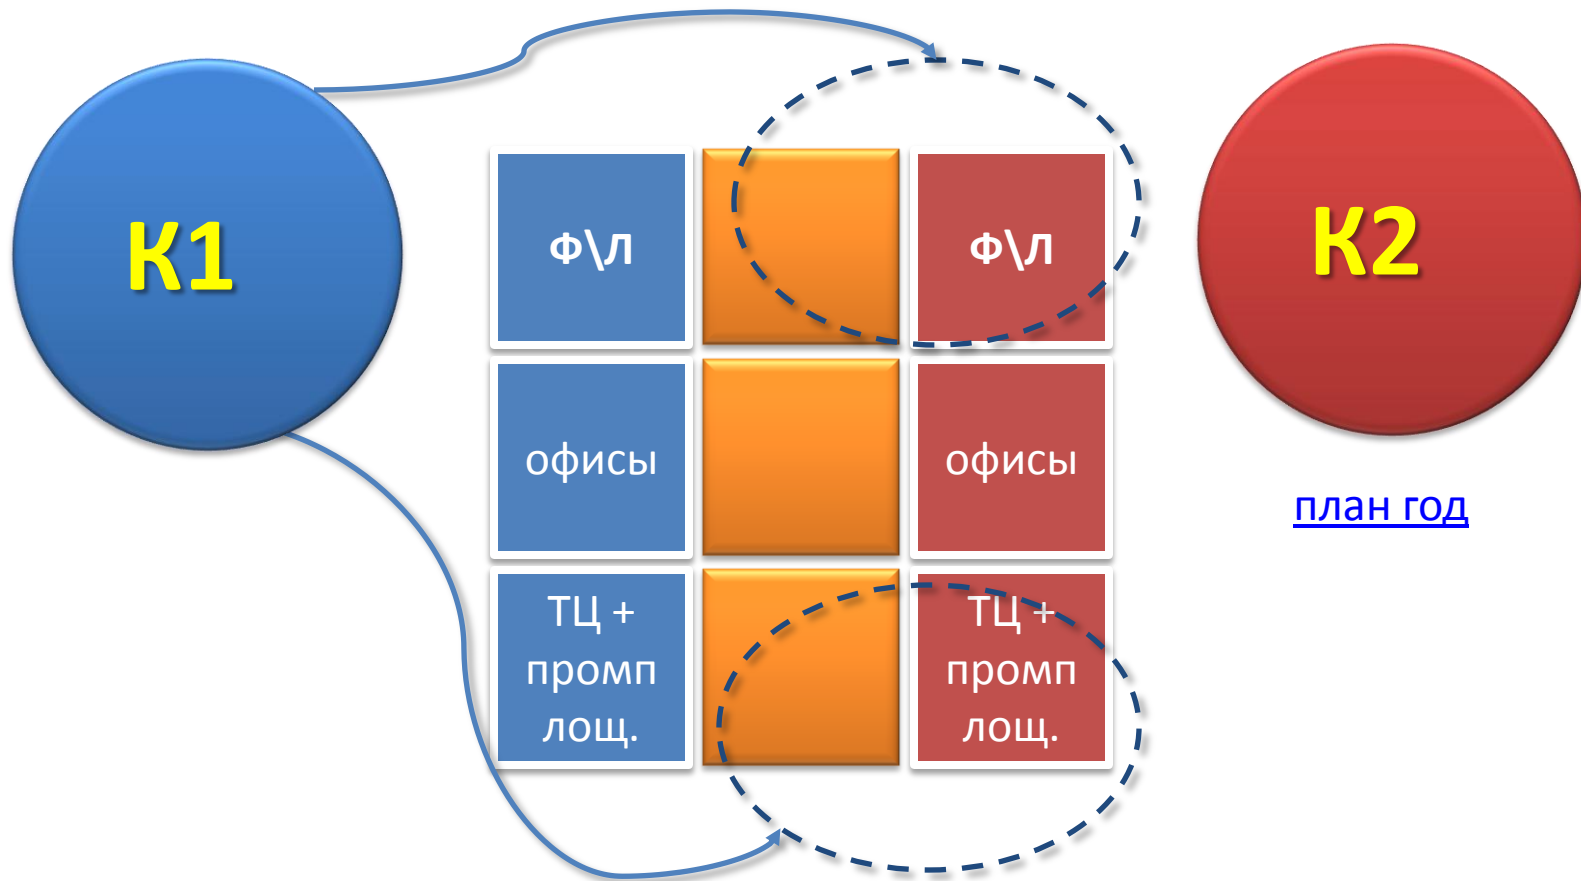 К1
Ф\Л
Ф\Л
К2
офисы
офисы
план год
ТЦ +
промп
лощ.
ТЦ +
промп
лощ.